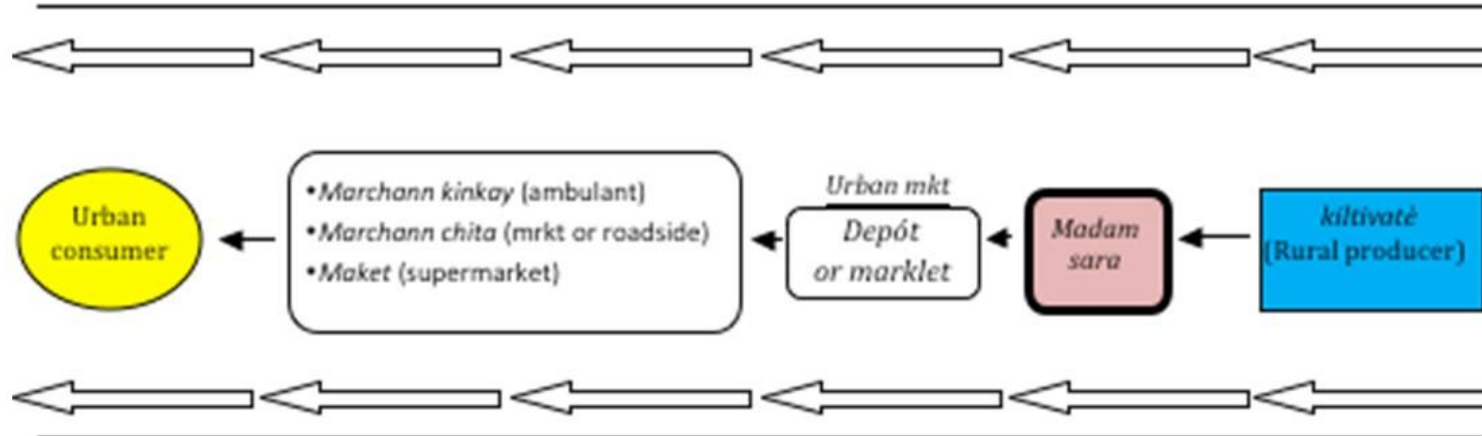 Urban
consumer
•Marchann kinkay (ambulant)
•Marchann chita (mrkt or roadside)
•Maket (supermarket)
Urban mkt
Depót
or marklet
Madam
sara
kiltivatè
(Rural producer)